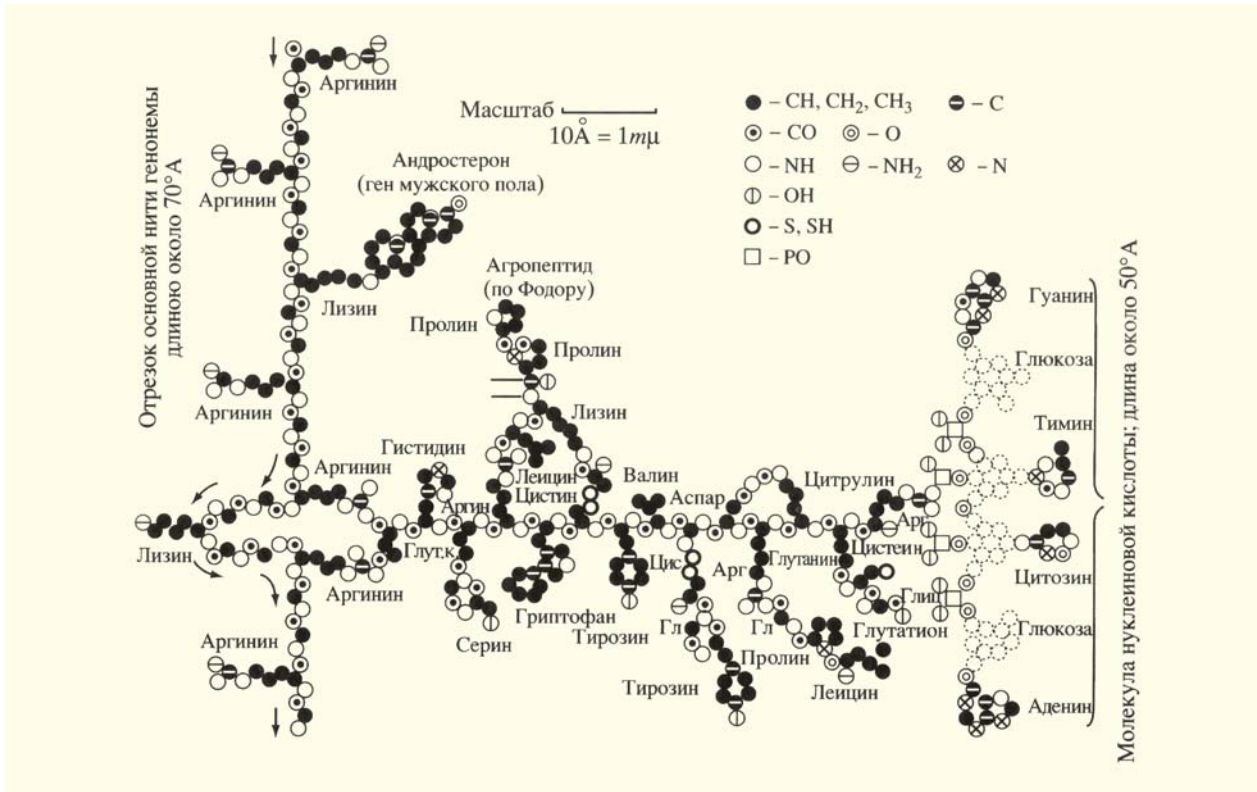 Отрезок основной нити генонемы
длиною около 70°А
Аргинин
Аргинин
Масштаб
10Å = 1mµ
– CH, CH₂, CH₃
– C
– CO
– O
– NH
– NH₂
– N
– OH
– S, SH
– PO
Андростерон
(ген мужского пола)
Лизин
Агропептид
(по Фодору)
Пролин
Пролин
Лизин
Аргинин
Гистидин
Аргинин
Аргин
Леицин
Цистин
Валин
Аспар
Цитрулин
Арг
Лизин
Глут.к.
Аргинин
Аргинин
Серин
Гриптофан
Тирозин
Цис
Арг
Глутанин
Цистеин
Глиц
Глутатион
Гл
Гл
Пролин
Леицин
Тирозин
Гуанин
Глюкоза
Тимин
Цитозин
Глюкоза
Аденин
Молекула нуклеиновой кислоты; длина около 50°А